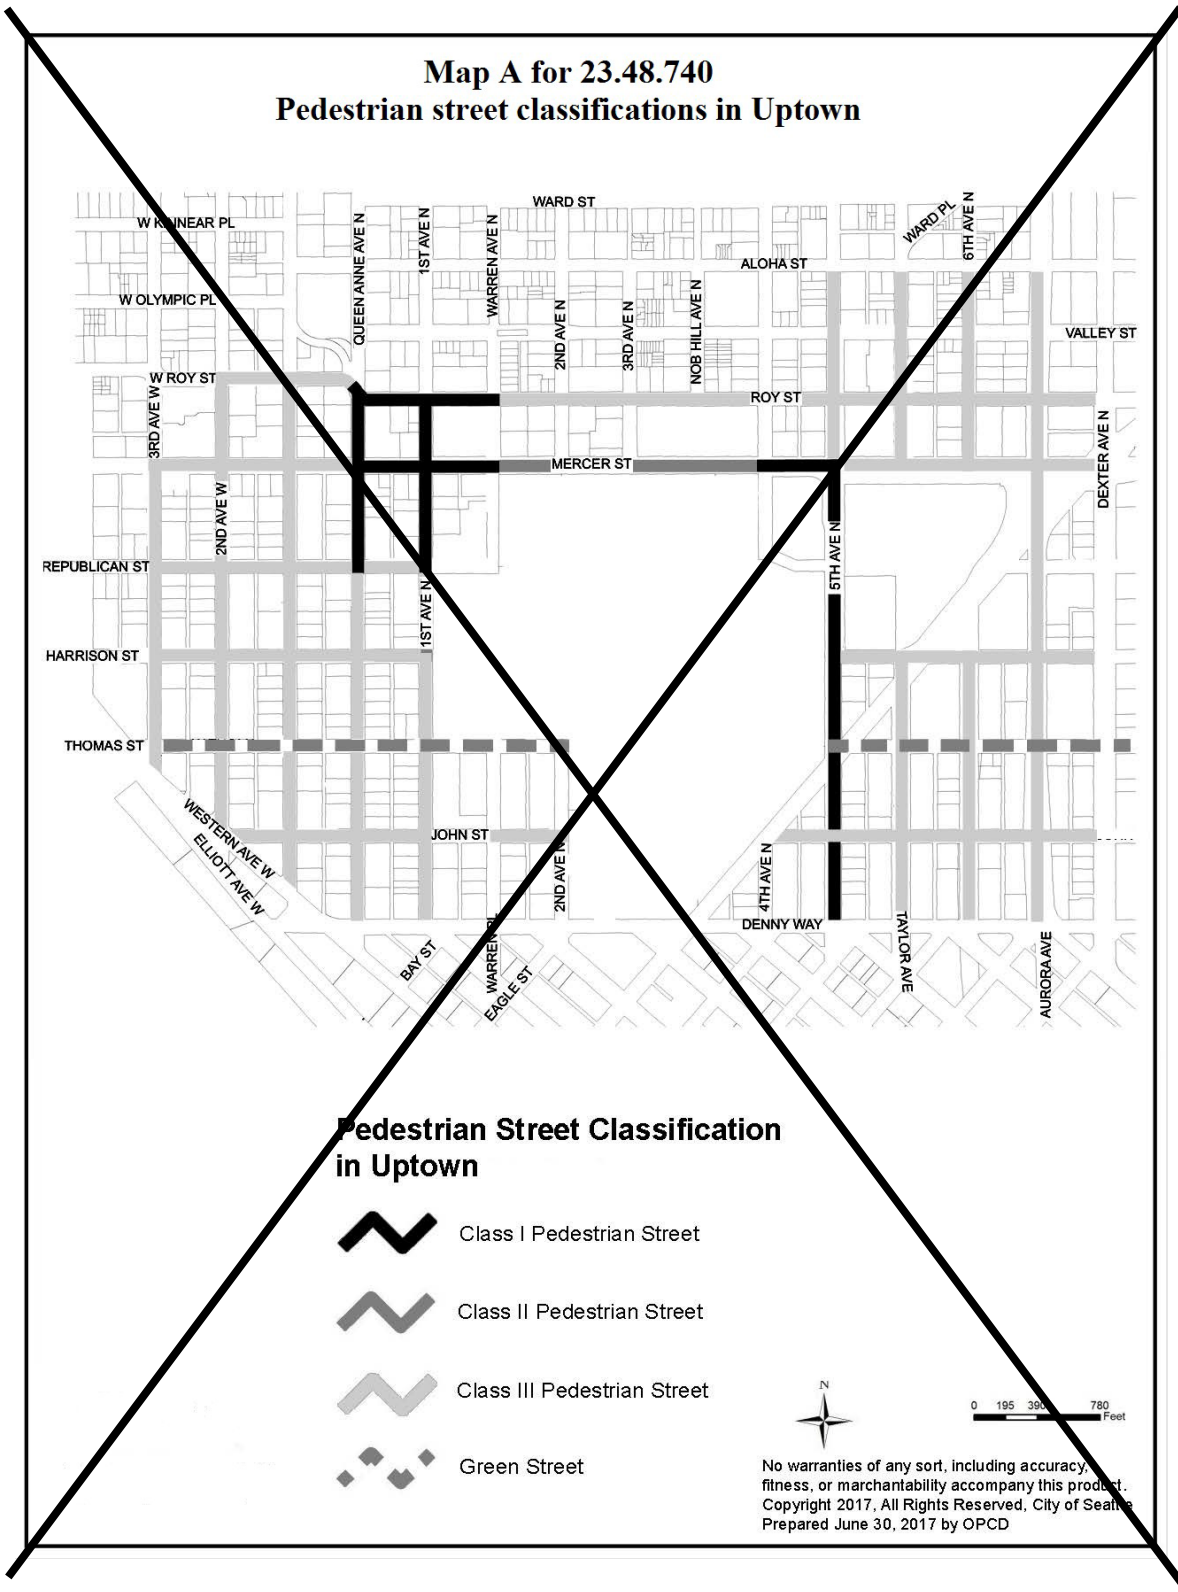 Map A for 23.48.740
Pedestrian street classifications in Uptown
WARD ST
W KINNEAR PL
QUEEN ANNE AVE N
1ST AVE N
WARREN AVE N
WARD PL
6TH AVE N
ALOHA ST
W OLYMPIC PL
2ND AVE N
3RD AVE N
NOB HILL AVE N
VALLEY ST
W ROY ST
3RD AVE W
ROY ST
DEXTER AVE N
MERCER ST
2ND AVE W
5TH AVE N
REPUBLICAN ST
1ST AVE N
HARRISON ST
THOMAS ST
WESTERN AVE W
ELLIOTT AVE W
JOHN ST
2ND AVE N
4TH AVE N
DENNY WAY
BAY ST
WARREN PL
EAGLE ST
TAYLOR AVE
AURORA AVE
Pedestrian Street Classification
in Uptown
Class I Pedestrian Street
Class II Pedestrian Street
Class III Pedestrian Street
Green Street
N
0 195 390 780
Feet
No warranties of any sort, including accuracy,
fitness, or marchantability accompany this product.
Copyright 2017, All Rights Reserved, City of Seattle
Prepared June 30, 2017 by OPCD